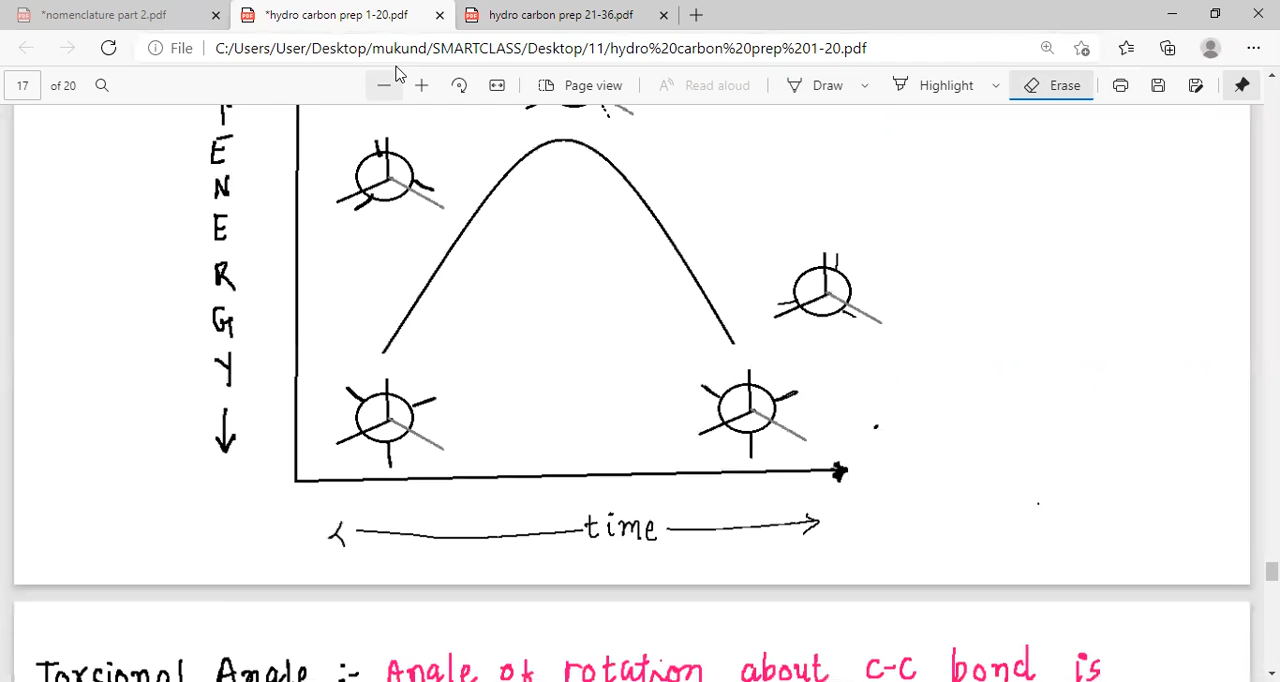 *nomenclature part 2.pdf
*hydro carbon prep 1-20.pdf
hydro carbon prep 21-36.pdf
File
C:/Users/User/Desktop/mukund/SMARTCLASS/Desktop/11/hydro%20carbon%20prep%201-20.pdf
17 of 20
Page view
Read aloud
Draw
Highlight
Erase
ENERGY
time
Torsional Angle :- Angle of rotation about C-C bond is